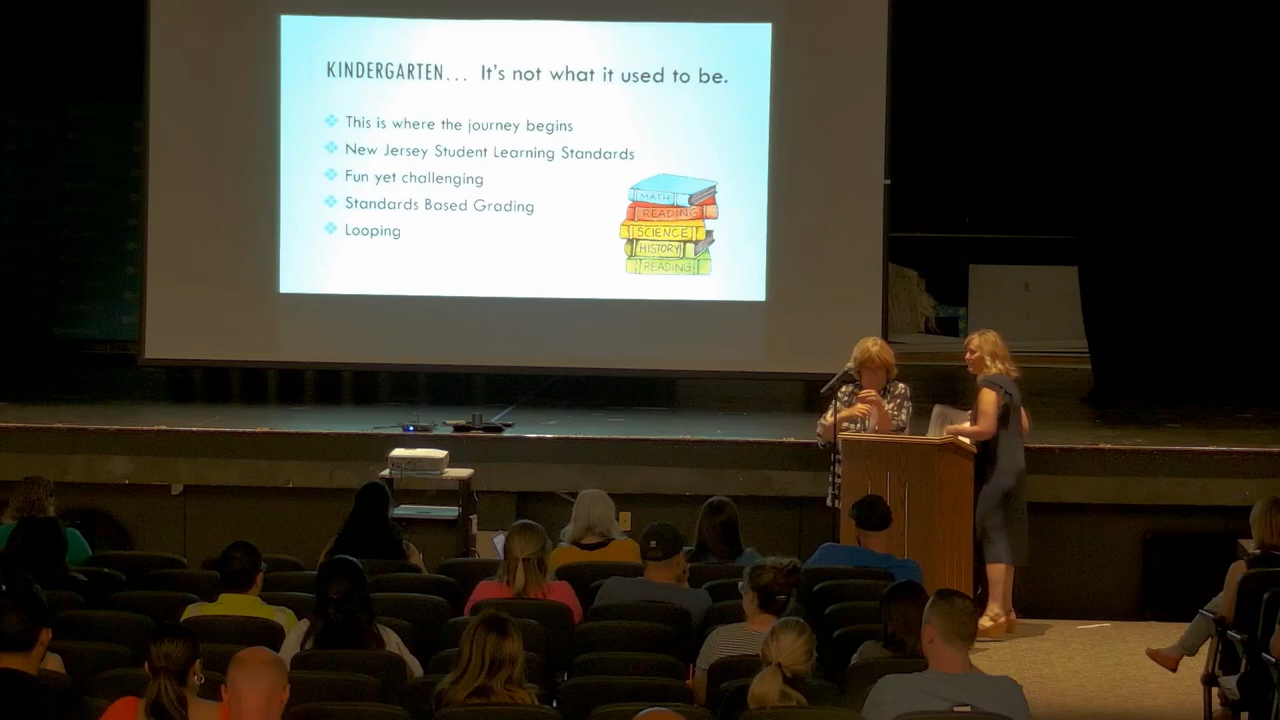 KINDERGARTEN... It's not what it used to be.
This is where the journey begins
New Jersey Student Learning Standards
Fun yet challenging
Standards Based Grading
Looping
MATH
READING
SCIENCE
HISTORY
READING